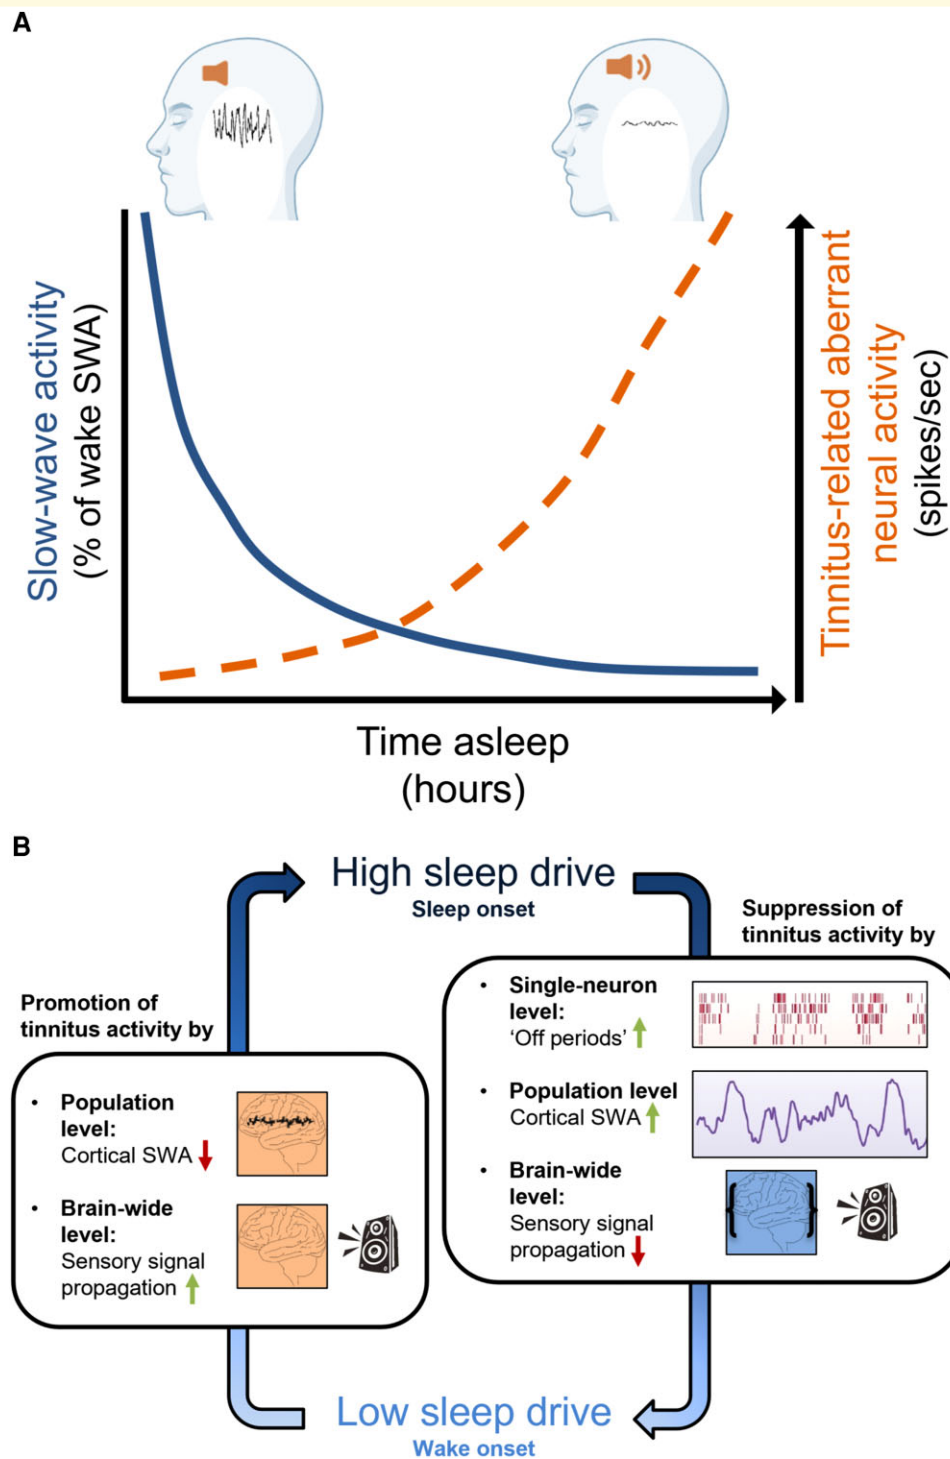 A
Slow-wave activity
(% of wake SWA)
Tinnitus-related aberrant
neural activity
(spikes/sec)
Time asleep
(hours)
B
High sleep drive
Sleep onset
Promotion of
tinnitus activity by
• Population
level:
Cortical SWA
• Brain-wide
level:
Sensory signal
propagation
Suppression of
tinnitus activity by
• Single-neuron
level:
‘Off periods’
• Population level
Cortical SWA
• Brain-wide
level:
Sensory signal
propagation
Low sleep drive
Wake onset